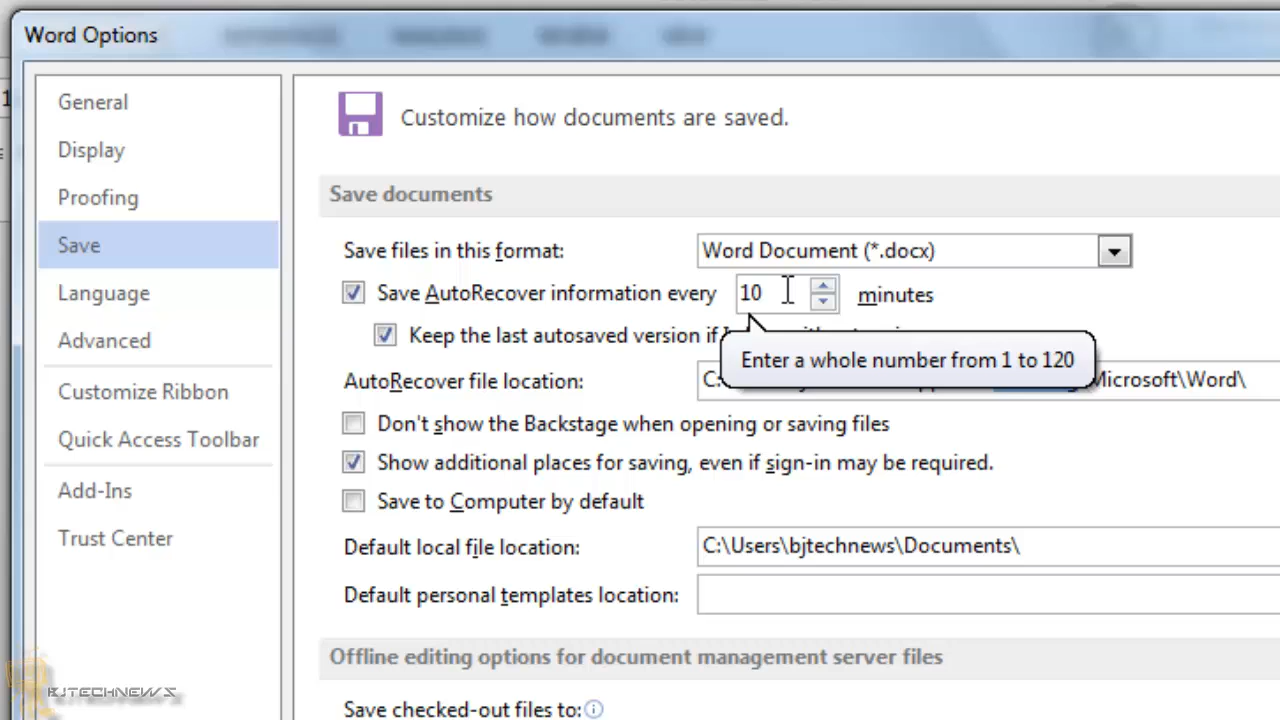 Word Options
General
Display
Proofing
Save
Language
Advanced
Customize Ribbon
Quick Access Toolbar
Add-Ins
Trust Center
Customize how documents are saved.
Save documents
Save files in this format: Word Document (*.docx)
Save AutoRecover information every 10 minutes
Keep the last autosaved version if
Enter a whole number from 1 to 120
AutoRecover file location: C: Microsoft\Word\
Don't show the Backstage when opening or saving files
Show additional places for saving, even if sign-in may be required.
Save to Computer by default
Default local file location: C:\Users\bjtechnews\Documents\
Default personal templates location:
Offline editing options for document management server files
Save checked-out files to:
BJTECHNEWS